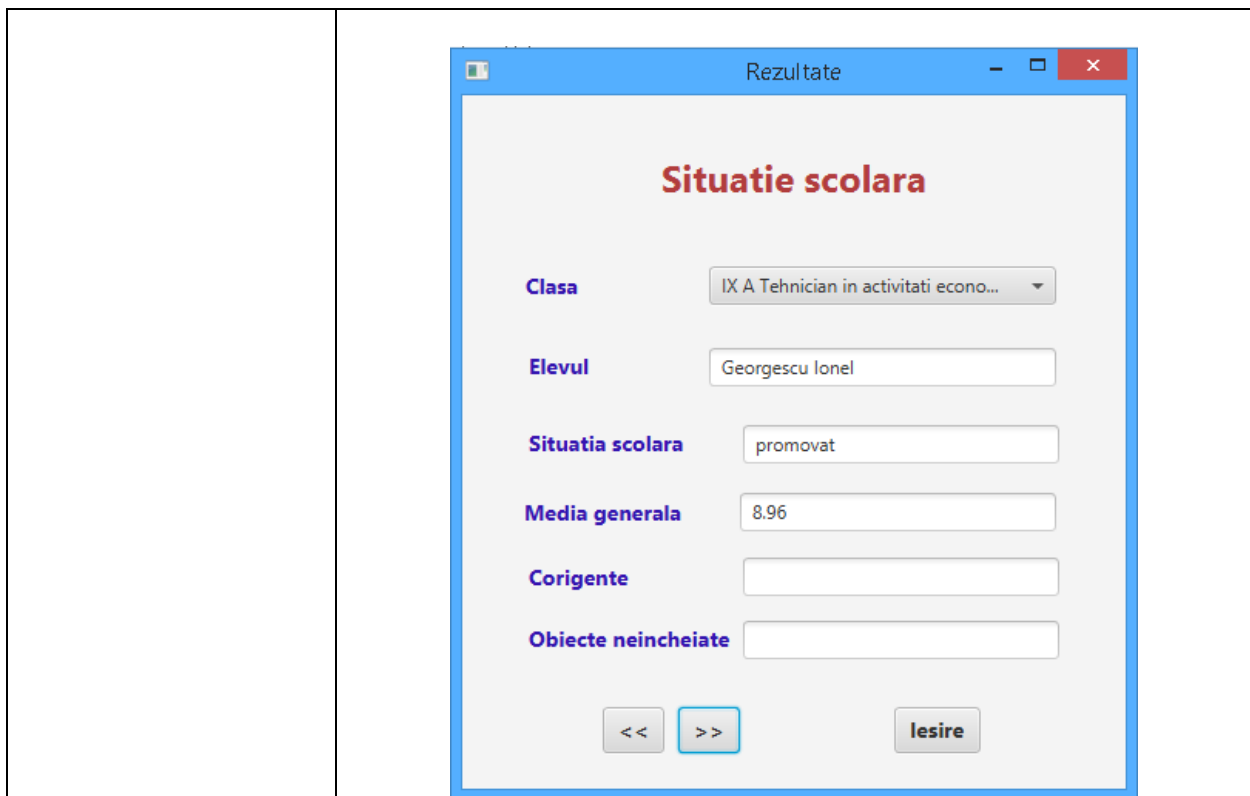 Rezultate
Situatie scolara
Clasa IX A Tehnician in activitati econo...
Elevul Georgescu Ionel
Situatia scolara promovat
Media generala 8.96
Corigente
Obiecte neincheiate
<< >> Iesire